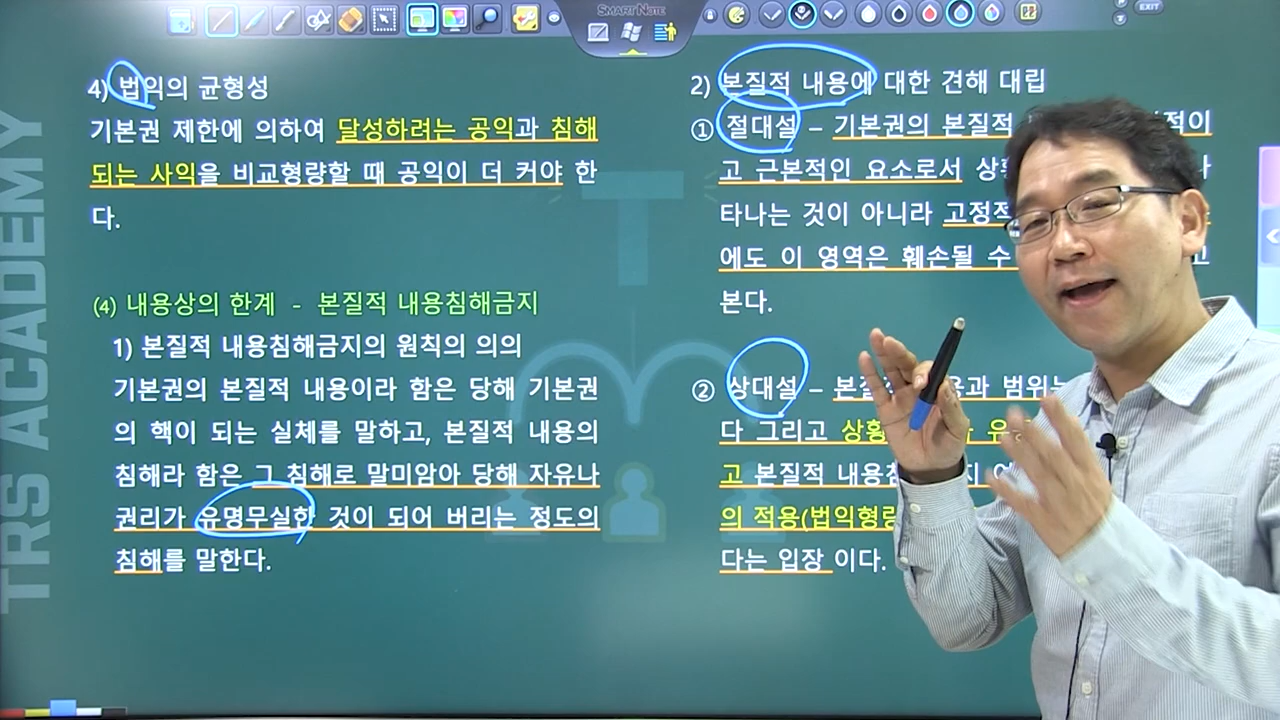 SMART NOTE
EXIT
TRS ACADEMY
4) 법익의 균형성
기본권 제한에 의하여 달성하려는 공익과 침해
되는 사익을 비교형량할 때 공익이 더 커야 한
다.
(4) 내용상의 한계 - 본질적 내용침해금지
1) 본질적 내용침해금지의 원칙의 의의
기본권의 본질적 내용이라 함은 당해 기본권
의 핵이 되는 실체를 말하고, 본질적 내용의
침해라 함은 그 침해로 말미암아 당해 자유나
권리가 유명무실한 것이 되어 버리는 정도의
침해를 말한다.
2) 본질적 내용에 대한 견해 대립
① 절대설 – 기본권의 본질적
고 근본적인 요소로서
타나는 것이 아니라
에도 이 영역은 훼손될 수
본다.
② 상대설 –
다 그리고
고 본질적
의 적용(법익형량
다는 입장 이다.